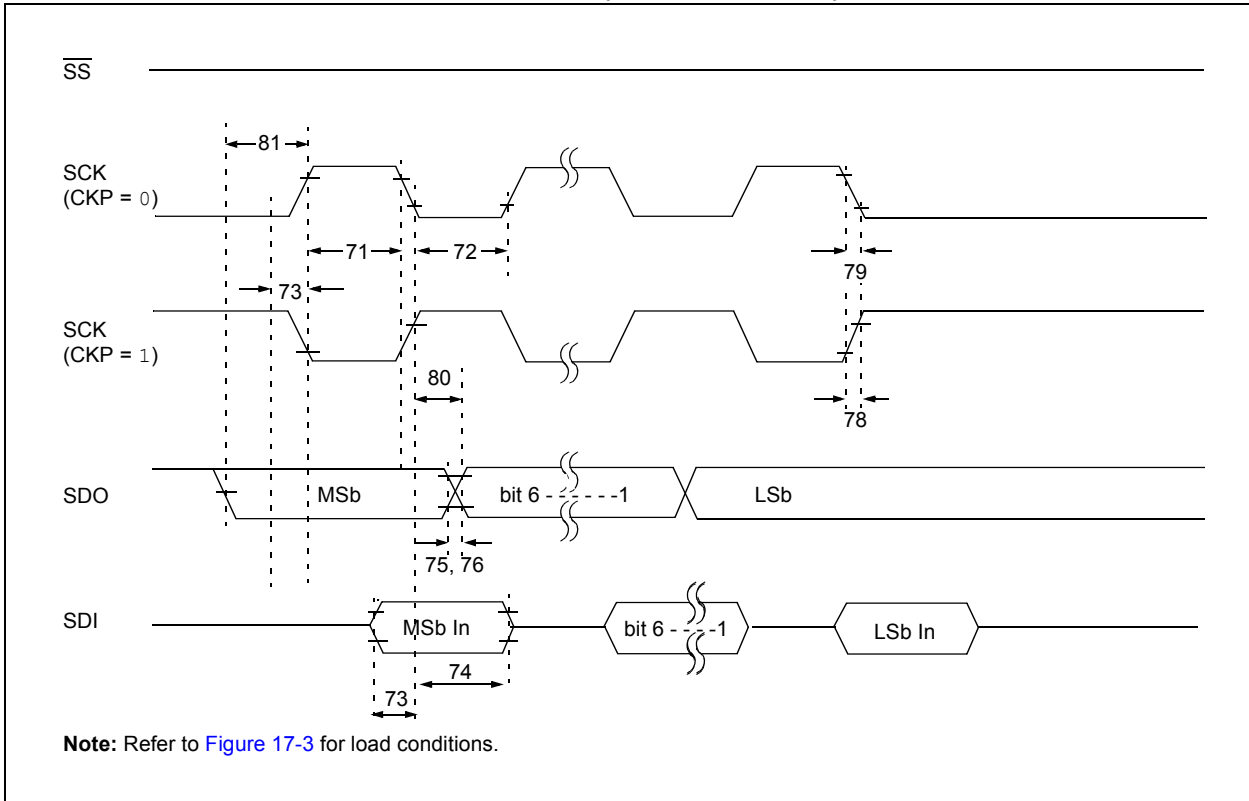 SS
81
SCK
(CKP = 0)
71
72
79
73
SCK
(CKP = 1)
80
78
SDO
MSb
bit 6 - - - - - -1
LSb
75, 76
SDI
MSb In
bit 6 - - - -1
LSb In
74
73
Note: Refer to Figure 17-3 for load conditions.